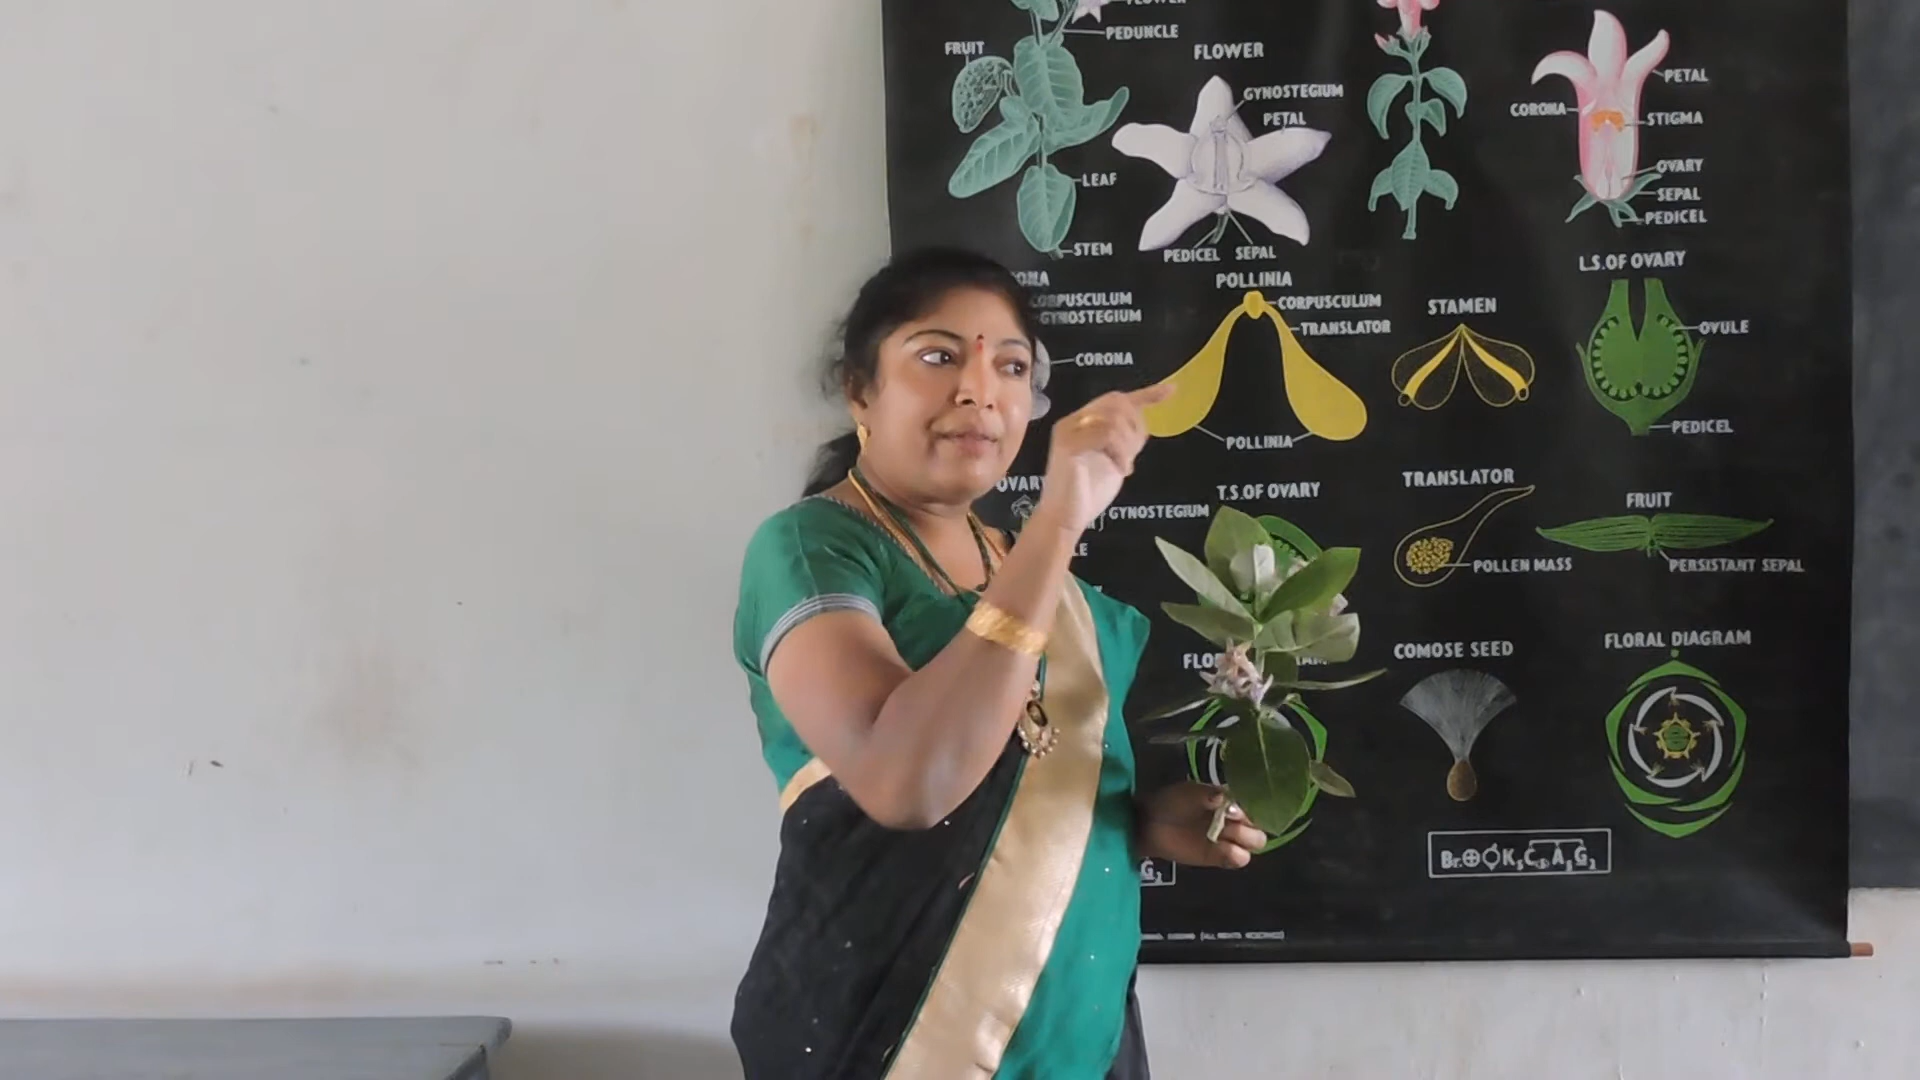 PEDUNCLE
FRUIT
LEAF
STEM
FLOWER
GYNOSTEGIUM
PETAL
PEDICEL SEPAL
PETAL
CORONA
STIGMA
OVARY
SEPAL
PEDICEL
CORPUSCULUM
GYNOSTEGIUM
CORONA
POLLINIA
CORPUSCULUM
TRANSLATOR
POLLINIA
STAMEN
L.S.OF OVARY
OVULE
PEDICEL
OVARY
GYNOSTEGIUM
T.S.OF OVARY
TRANSLATOR
POLLEN MASS
FRUIT
PERSISTANT SEPAL
COMOSE SEED
FLORAL DIAGRAM